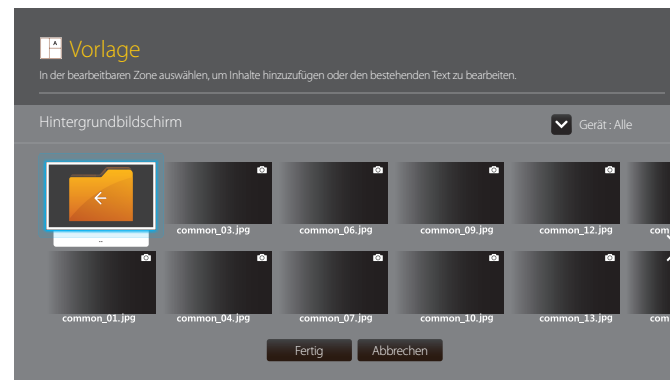 A
Vorlage
In der bearbeitbaren Zone auswählen, um Inhalte hinzuzufügen oder den bestehenden Text zu bearbeiten.
Hintergrundbildschirm
Gerät : Alle
common_03.jpg common_06.jpg common_09.jpg common_12.jpg com
..
common_01.jpg common_04.jpg common_07.jpg common_10.jpg common_13.jpg com
Fertig Abbrechen